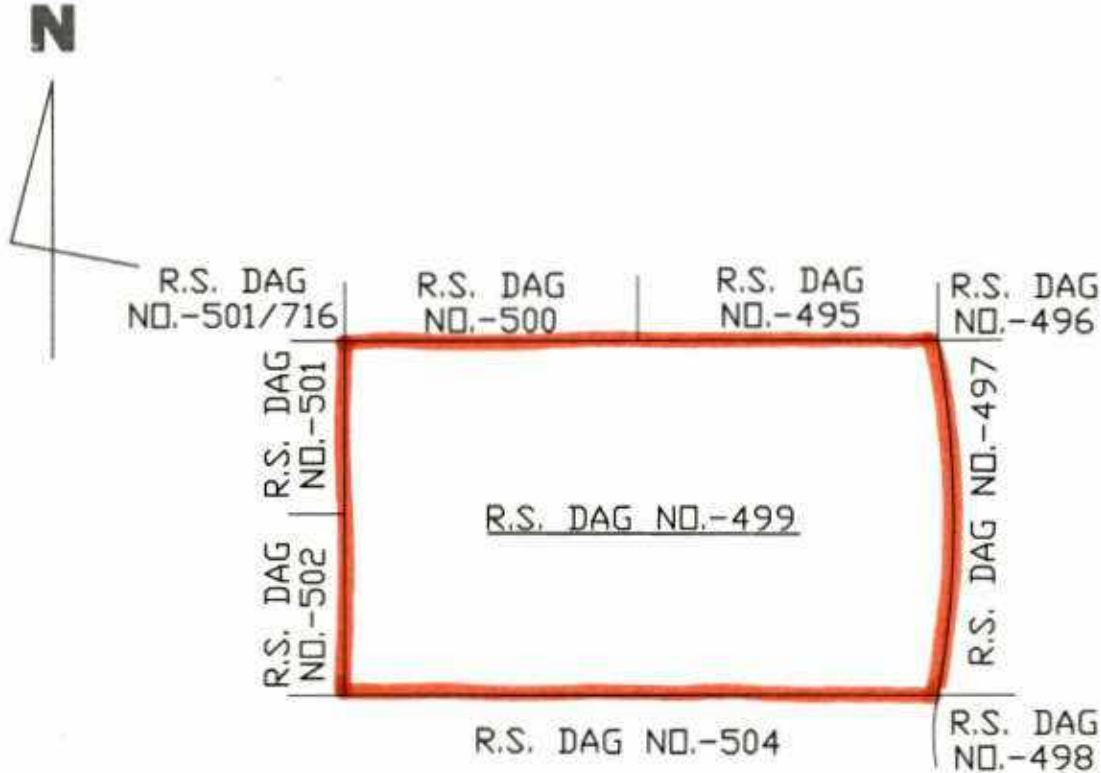 N
R.S. DAG
NO.-501/716
R.S. DAG
NO.-500
R.S. DAG
NO.-495
R.S. DAG
NO.-496
R.S. DAG
NO.-501
R.S. DAG NO.-497
R.S. DAG NO.-499
R.S. DAG
NO.-502
R.S. DAG NO.-504
R.S. DAG
NO.-498